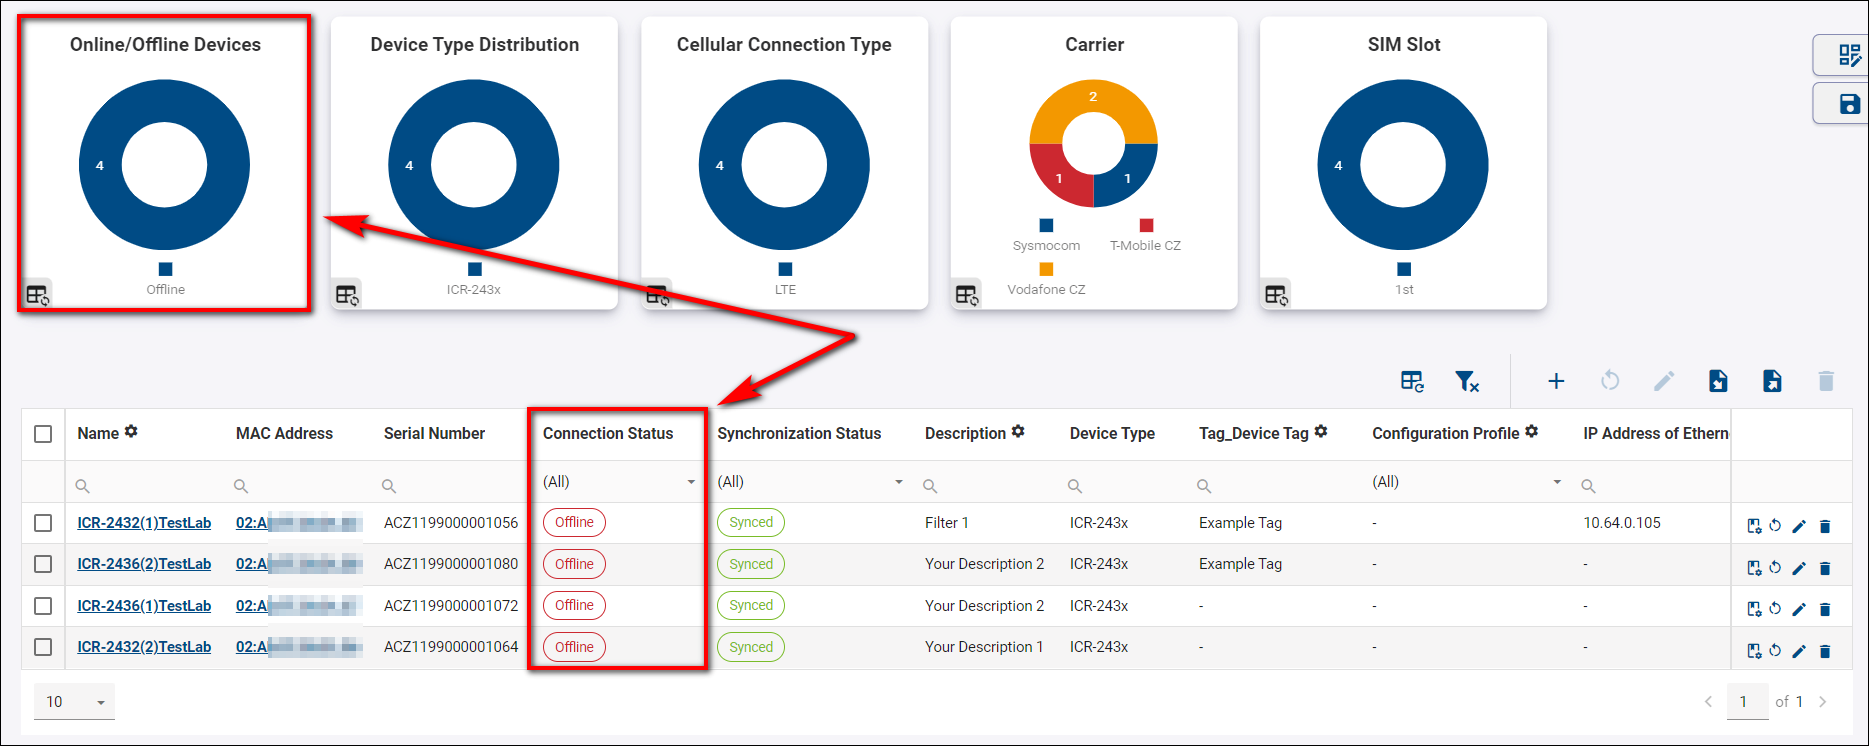 Online/Offline Devices
4
Offline
Device Type Distribution
4
ICR-243x
Cellular Connection Type
4
LTE
Carrier
2
1
1
Sysmocom
T-Mobile CZ
Vodafone CZ
SIM Slot
4
1st
Name MAC Address Serial Number Connection Status Synchronization Status Description Device Type Tag_Device Tag Configuration Profile IP Address of Ethern
(All) (All) (All)
ICR-2432(1)TestLab 02:A ACZ1199000001056 Offline Synced Filter 1 ICR-243x Example Tag - 10.64.0.105
ICR-2436(2)TestLab 02:A ACZ1199000001080 Offline Synced Your Description 2 ICR-243x Example Tag - -
ICR-2436(1)TestLab 02:A ACZ1199000001072 Offline Synced Your Description 2 ICR-243x - - -
ICR-2432(2)TestLab 02:A ACZ1199000001064 Offline Synced Your Description 1 ICR-243x - - -
10
1 of 1